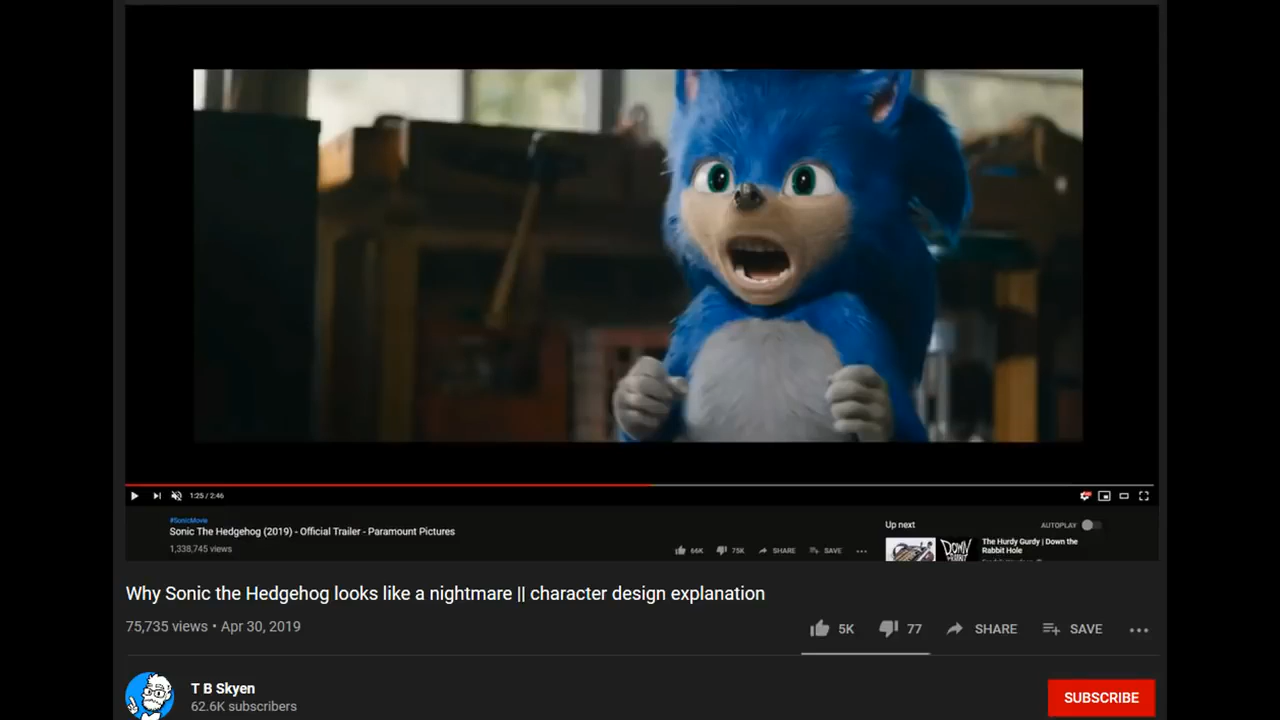 1:25 / 2:46
#SonicMovie
Sonic The Hedgehog (2019) - Official Trailer - Paramount Pictures
1,338,745 views
66K
75K
SHARE
SAVE
Up next
AUTOPLAY
DOWN
The Hurdy Gurdy | Down the
Rabbit Hole
Why Sonic the Hedgehog looks like a nightmare || character design explanation
75,735 views • Apr 30, 2019
5K
77
SHARE
SAVE
T B Skyen
62.6K subscribers
SUBSCRIBE